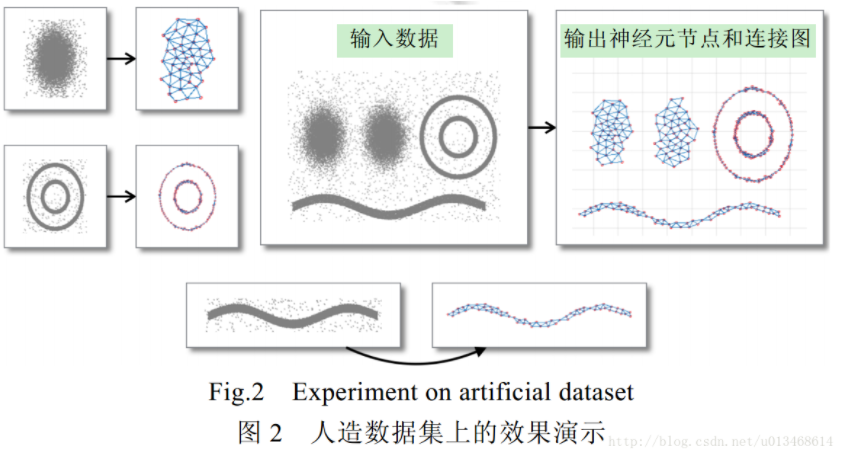 输入数据
输出神经元节点和连接图
Fig.2 Experiment on artificial dataset
图 2 人造数据集上的效果演示
http://blog.csdn.net/u013468614